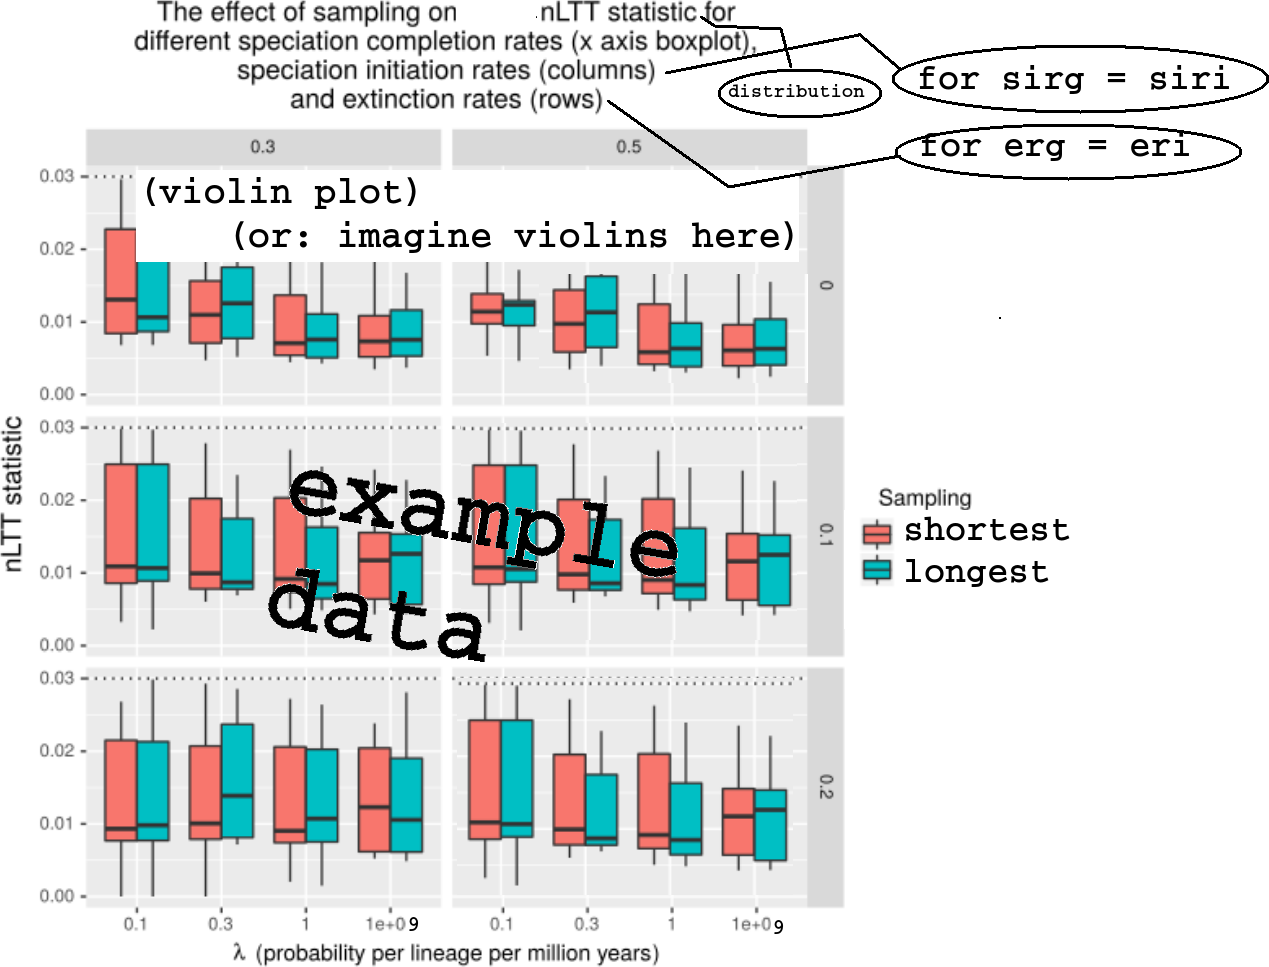 The effect of sampling on nLTT statistic for
different speciation completion rates (x axis boxplot),
speciation initiation rates (columns)
and extinction rates (rows)
distribution
for sirg = siri
for erg = eri
0.3 0.5
(violin plot)
(or: imagine violins here)
0.03
0.02
0.01
0.00
0
0.03
0.02
0.01
0.00
0.1
example
data
0.03
0.02
0.01
0.00
0.2
nLTT statistic
0.1 0.3 1 1e+09 0.1 0.3 1 1e+09
λ (probability per lineage per million years)
Sampling
shortest
longest